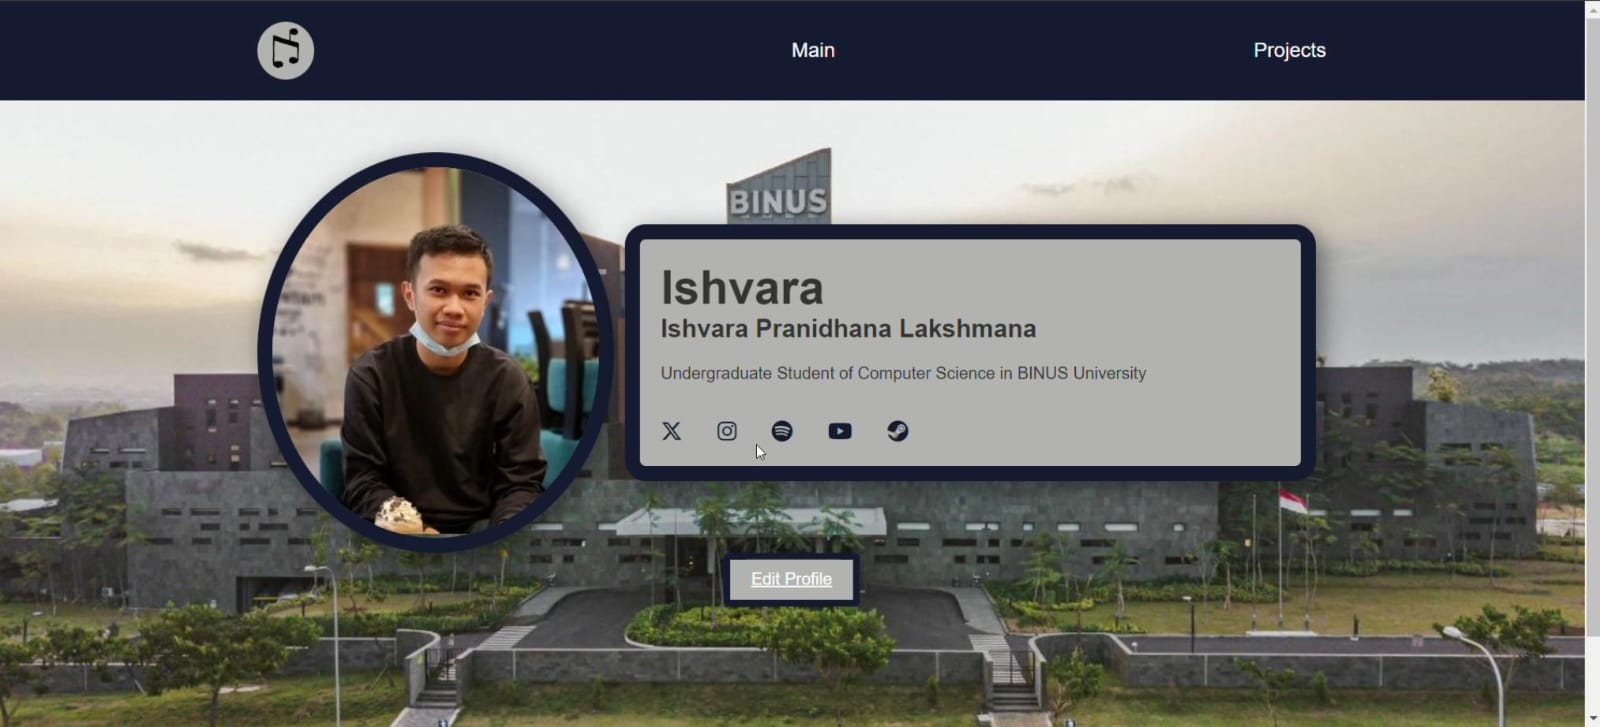 Main
Projects
BINUS
Ishvara
Ishvara Pranidhana Lakshmana
Undergraduate Student of Computer Science in BINUS University
Edit Profile